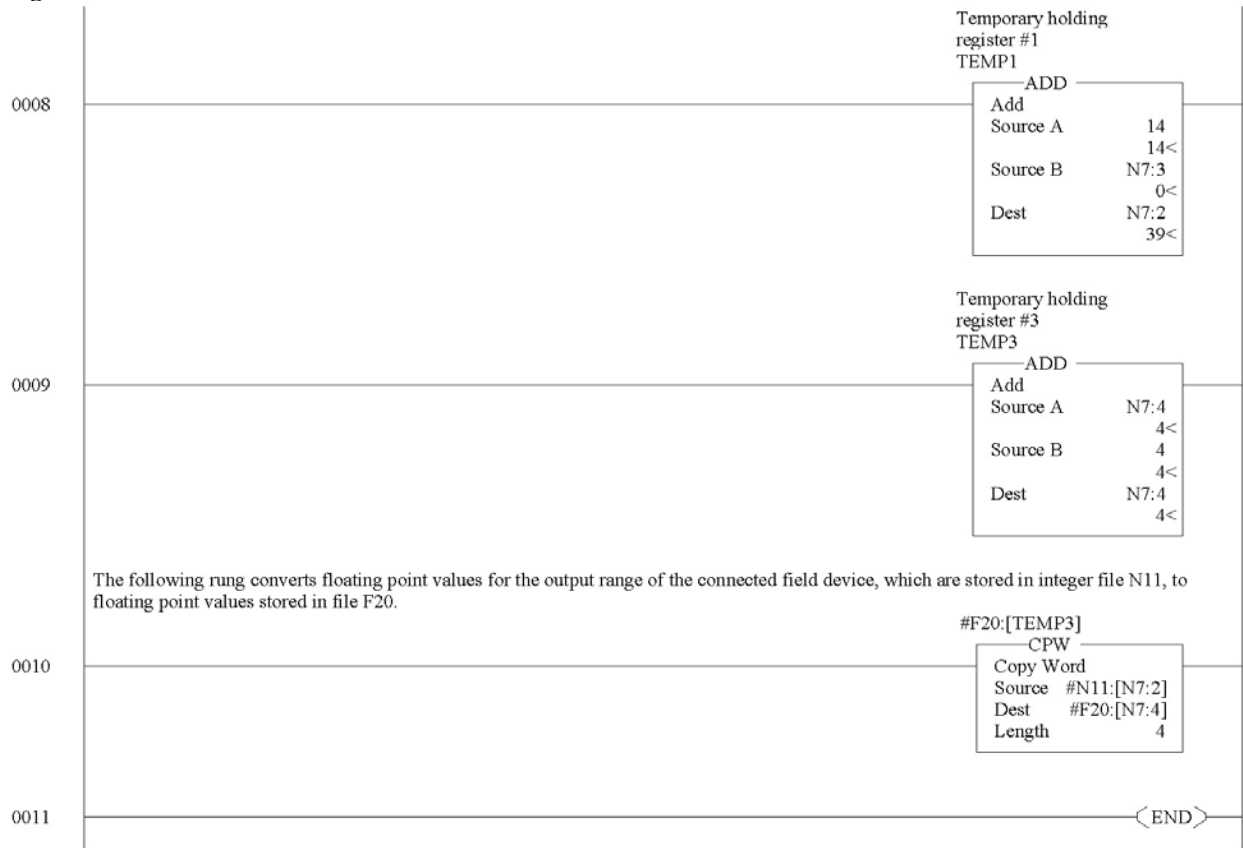 Temporary holding
register #1
TEMP1
ADD
0008
Add
Source A 14
14<
Source B N7:3
0<
Dest N7:2
39<
Temporary holding
register #3
TEMP3
ADD
0009
Add
Source A N7:4
4<
Source B 4
4<
Dest N7:4
4<
The following rung converts floating point values for the output range of the connected field device, which are stored in integer file N11, to
floating point values stored in file F20.
#F20:[TEMP3]
CPW
0010
Copy Word
Source #N11:[N7:2]
Dest #F20:[N7:4]
Length 4
0011
END